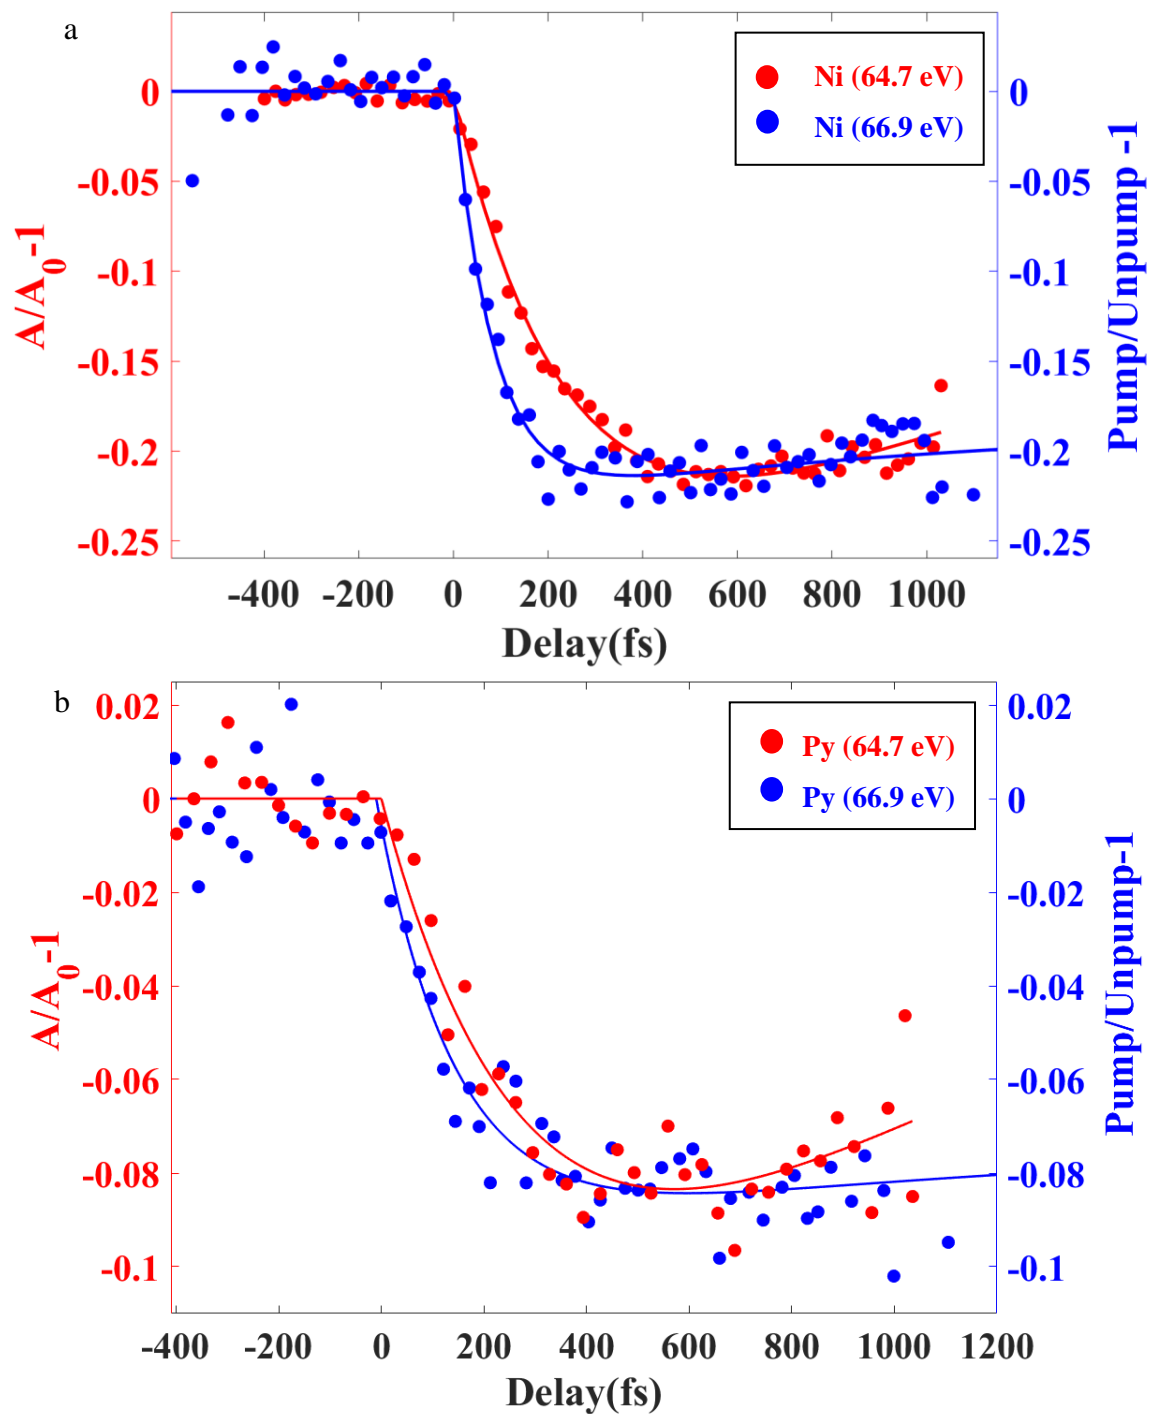 a
Ni (64.7 eV)
Ni (66.9 eV)
0
-0.05
-0.1
-0.15
-0.2
-0.25
A/A0-1
0
-0.05
-0.1
-0.15
-0.2
-0.25
Pump/Unpump -1
-400 -200 0 200 400 600 800 1000
Delay(fs)
b
Py (64.7 eV)
Py (66.9 eV)
0.02
0
-0.02
-0.04
-0.06
-0.08
-0.1
A/A0-1
0.02
0
-0.02
-0.04
-0.06
-0.08
-0.1
Pump/Unpump-1
-400 -200 0 200 400 600 800 1000 1200
Delay(fs)